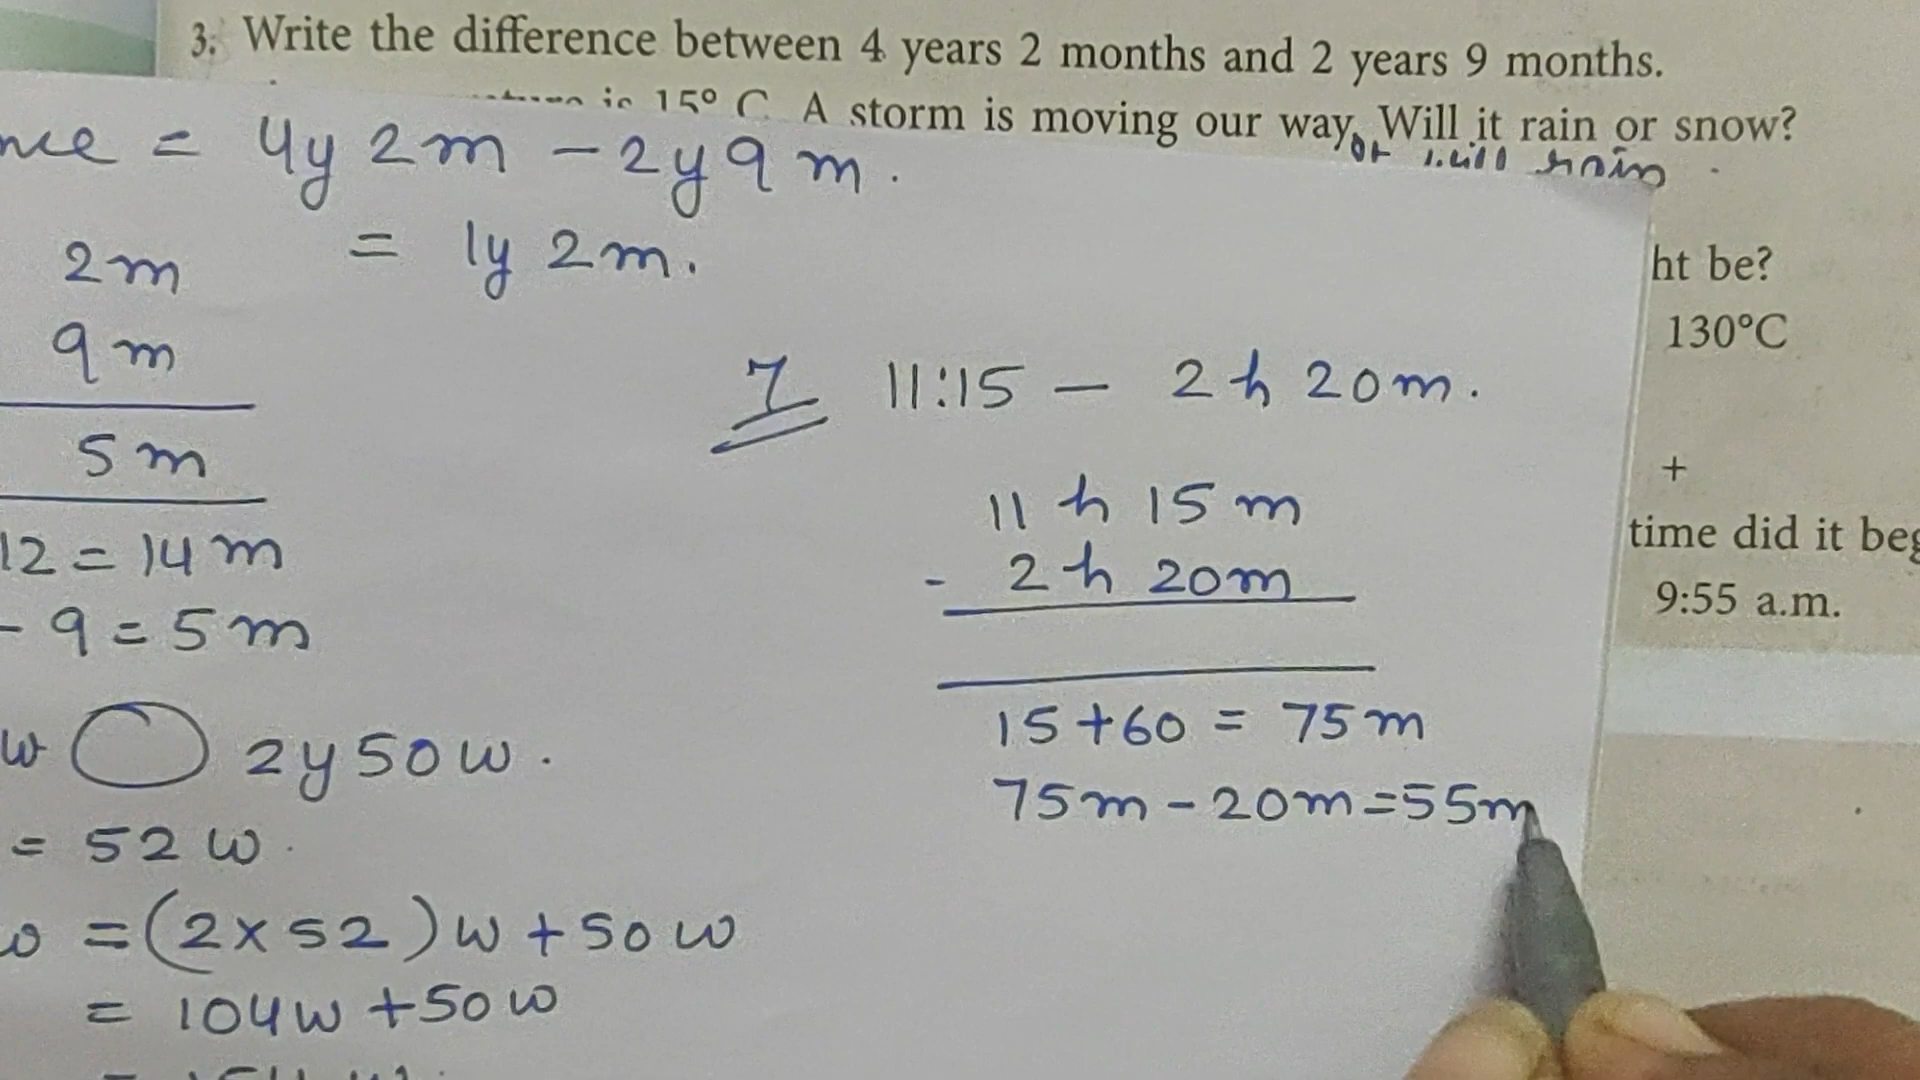 3. Write the difference between 4 years 2 months and 2 years 9 months.
is 15° C. A storm is moving our way. Will it rain or snow?
will rain.
= 4y 2m - 2y 9m.
= 1y 2m.
2m
9m
5m
12 = 14m
- 9 = 5m
w 2y 50w.
= 52w.
= (2×52)w + 50w
= 104w + 50w
7 11:15 - 2h 20m.
11h 15m
- 2h 20m
15+60 = 75m
75m - 20m = 55m
ht be?
130°C
+
time did it beg
9:55 a.m.